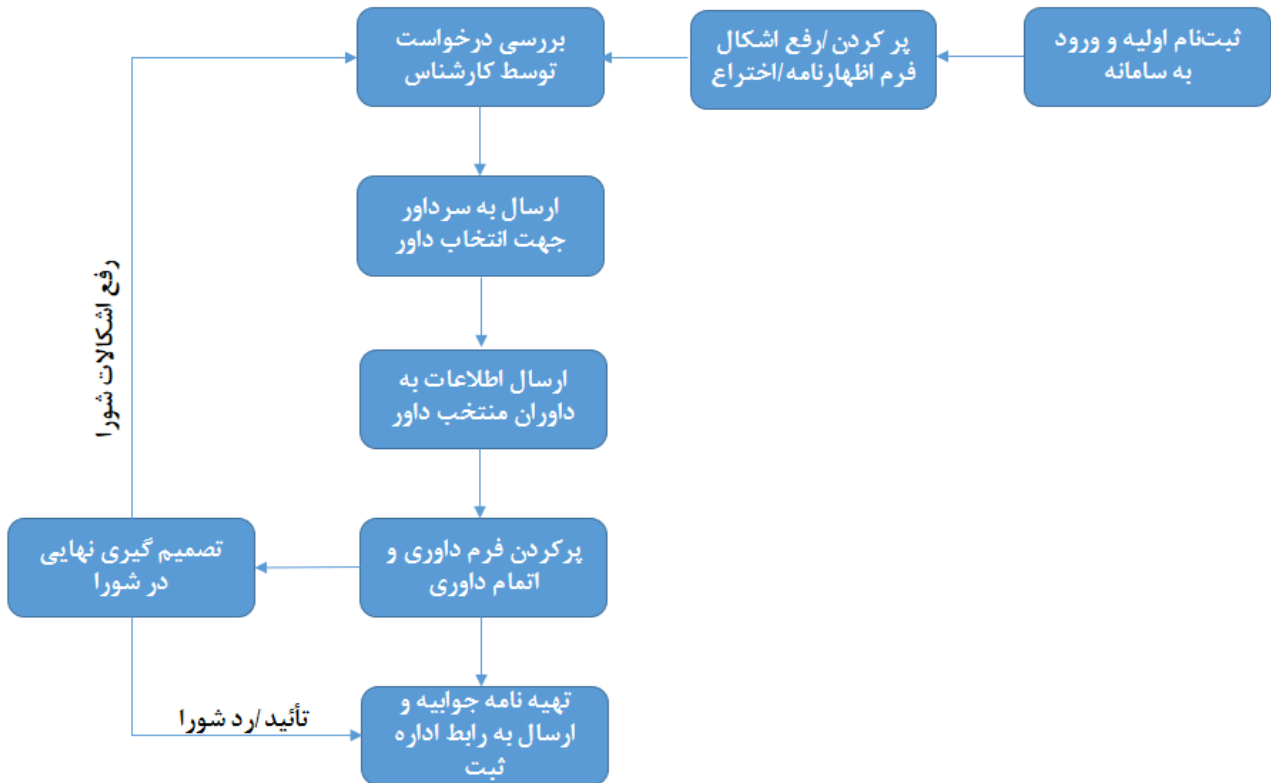 ثبت‌نام اولیه و ورود
به سامانه
پر کردن /رفع اشکال
فرم اظهارنامه/اختراع
بررسی درخواست
توسط کارشناس
ارسال به سرداور
جهت انتخاب داور
ارسال اطلاعات به
داوران منتخب داور
پرکردن فرم داوری و
اتمام داوری
تصمیم گیری نهایی
در شورا
رفع اشکالات شورا
تأئید /رد شورا
تهیه نامه جوابیه و
ارسال به رابط اداره
ثبت